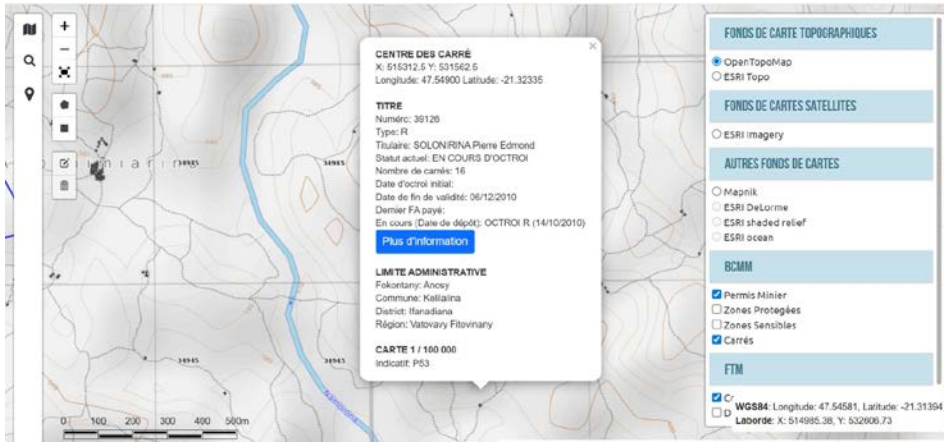 CENTRE DES CARRÉ
X: 515312.5 Y: 531562.5
Longitude: 47.54900 Latitude: -21.32335
TITRE
Numéro: 39126
Type: R
Titulaire: SOLONIRINA Pierre Edmond
Statut actuel: EN COURS D'OCTROI
Nombre de carrés: 16
Date d'octroi initial:
Date de fin de validité: 06/12/2010
Dernier FA payé:
En cours (Date de dépôt): OCTROI R (14/10/2010)
Plus d'information
LIMITE ADMINISTRATIVE
Fokontany: Anosy
Commune: Kelilalina
District: Ifanadiana
Région: Vatovavy Fitovinany
CARTE 1 / 100 000
Indicatif: P53
38985
38985
38985
0 100 200 300 400 500m
FONDS DE CARTE TOPOGRAPHIQUES
OpenTopoMap
ESRI Topo
FONDS DE CARTES SATELLITES
ESRI Imagery
AUTRES FONDS DE CARTES
Mapnik
ESRI DeLorme
ESRI shaded relief
ESRI ocean
BCMM
Permis Minier
Zones Protegées
Zones Sensibles
Carrés
FTM
WGS84: Longitude: 47.54581, Latitude: -21.31394
Laborde: X: 514985.38, Y: 532606.73